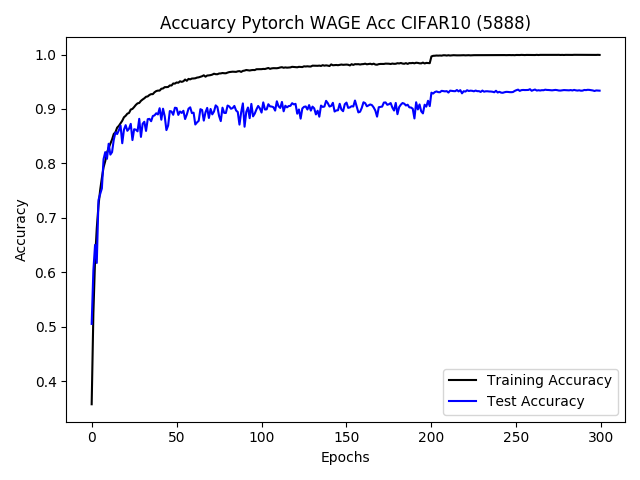 Accuarcy Pytorch WAGE Acc CIFAR10 (5888)
1.0
0.9
0.8
0.7
0.6
0.5
0.4
Accuracy
0 50 100 150 200 250 300
Epochs
Training Accuracy
Test Accuracy